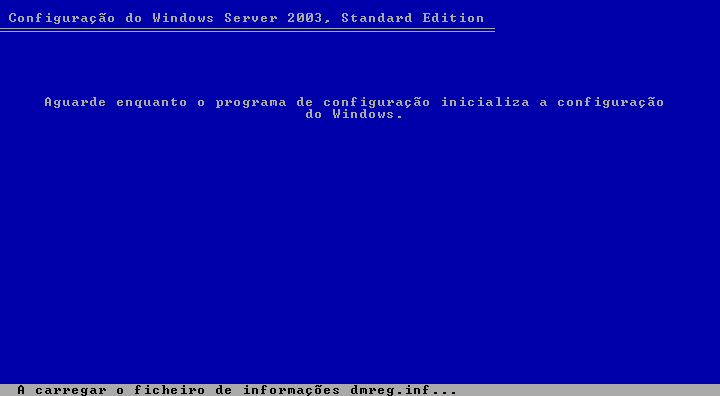 Configuração do Windows Server 2003, Standard Edition
Aguarde enquanto o programa de configuração inicializa a configuração
do Windows.
A carregar o ficheiro de informações dmreg.inf...